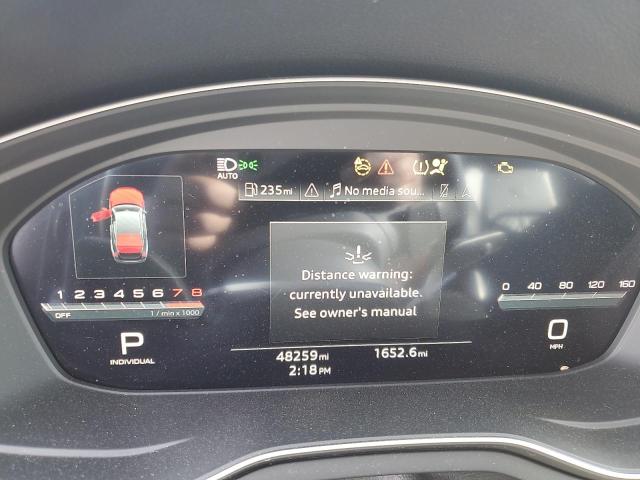 AUTO
235mi
No media sou...
Distance warning:
currently unavailable.
See owner's manual
1 2 3 4 5 6 7 8
OFF
1 / min x 1000
0 40 80 120 160
P
INDIVIDUAL
0
MPH
48259mi
1652.6mi
2:18PM